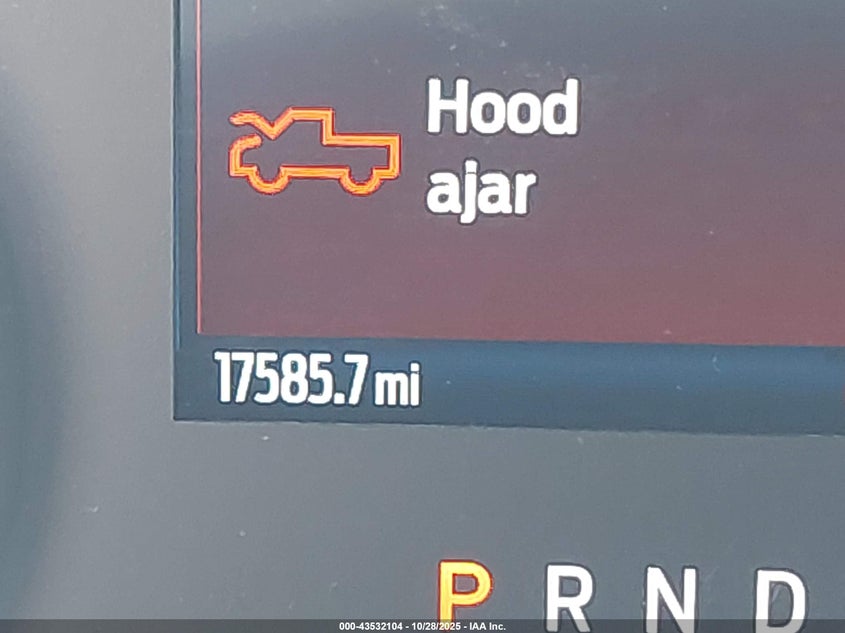 Hood
ajar
17585.7 mi
P R N D
000-43532104 - 10/28/2025 - IAA Inc.